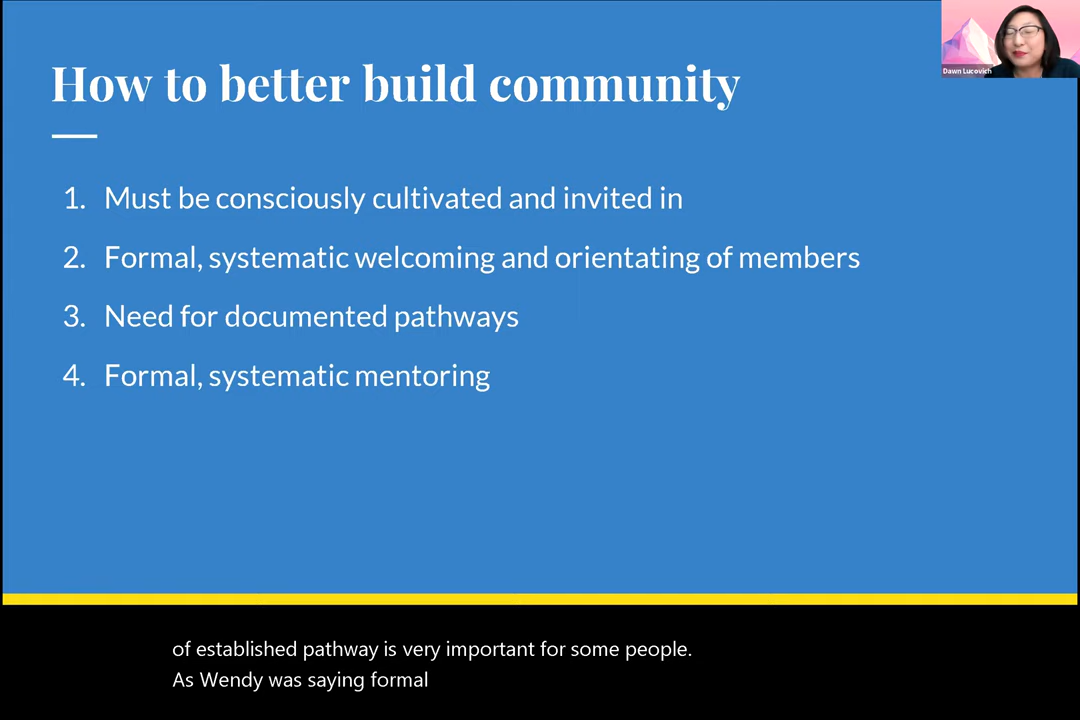 How to better build community
1. Must be consciously cultivated and invited in
2. Formal, systematic welcoming and orientating of members
3. Need for documented pathways
4. Formal, systematic mentoring
Dawn Lucovich
of established pathway is very important for some people.
As Wendy was saying formal